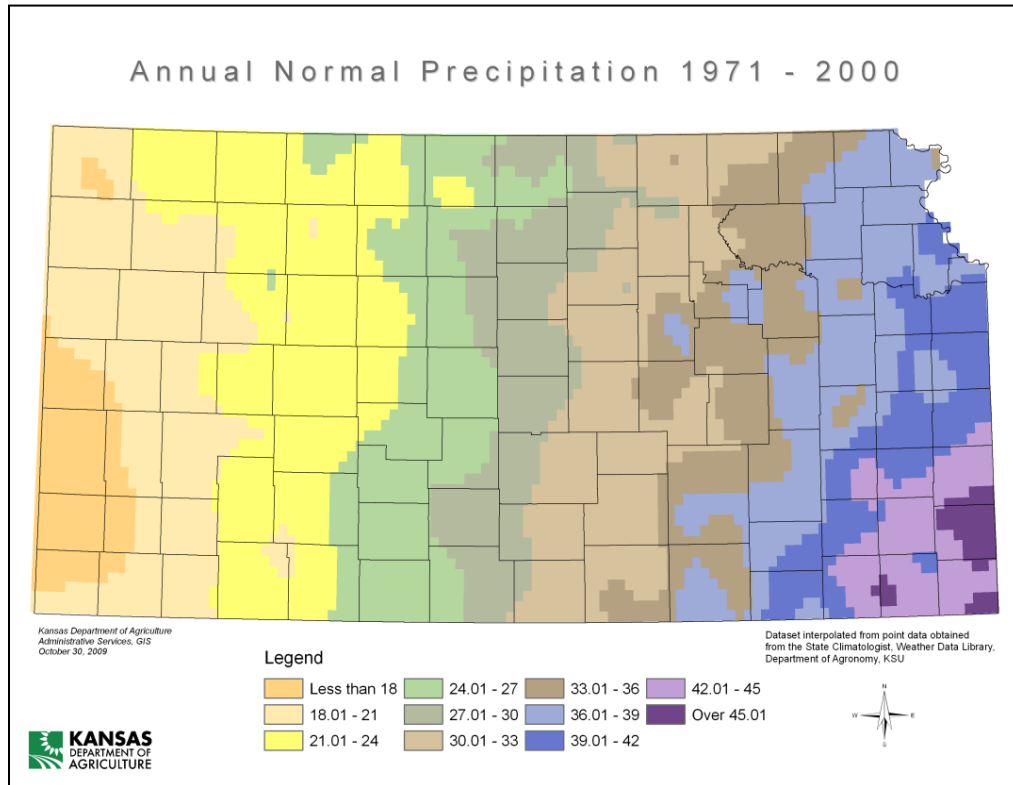 Annual Normal Precipitation 1971 - 2000
Kansas Department of Agriculture
Administrative Services, GIS
October 30, 2009
Dataset interpolated from point data obtained
from the State Climatologist, Weather Data Library,
Department of Agronomy, KSU
Legend
Less than 18
18.01 - 21
21.01 - 24
24.01 - 27
27.01 - 30
30.01 - 33
33.01 - 36
36.01 - 39
39.01 - 42
42.01 - 45
Over 45.01
N
W
E
S
KANSAS
DEPARTMENT OF
AGRICULTURE